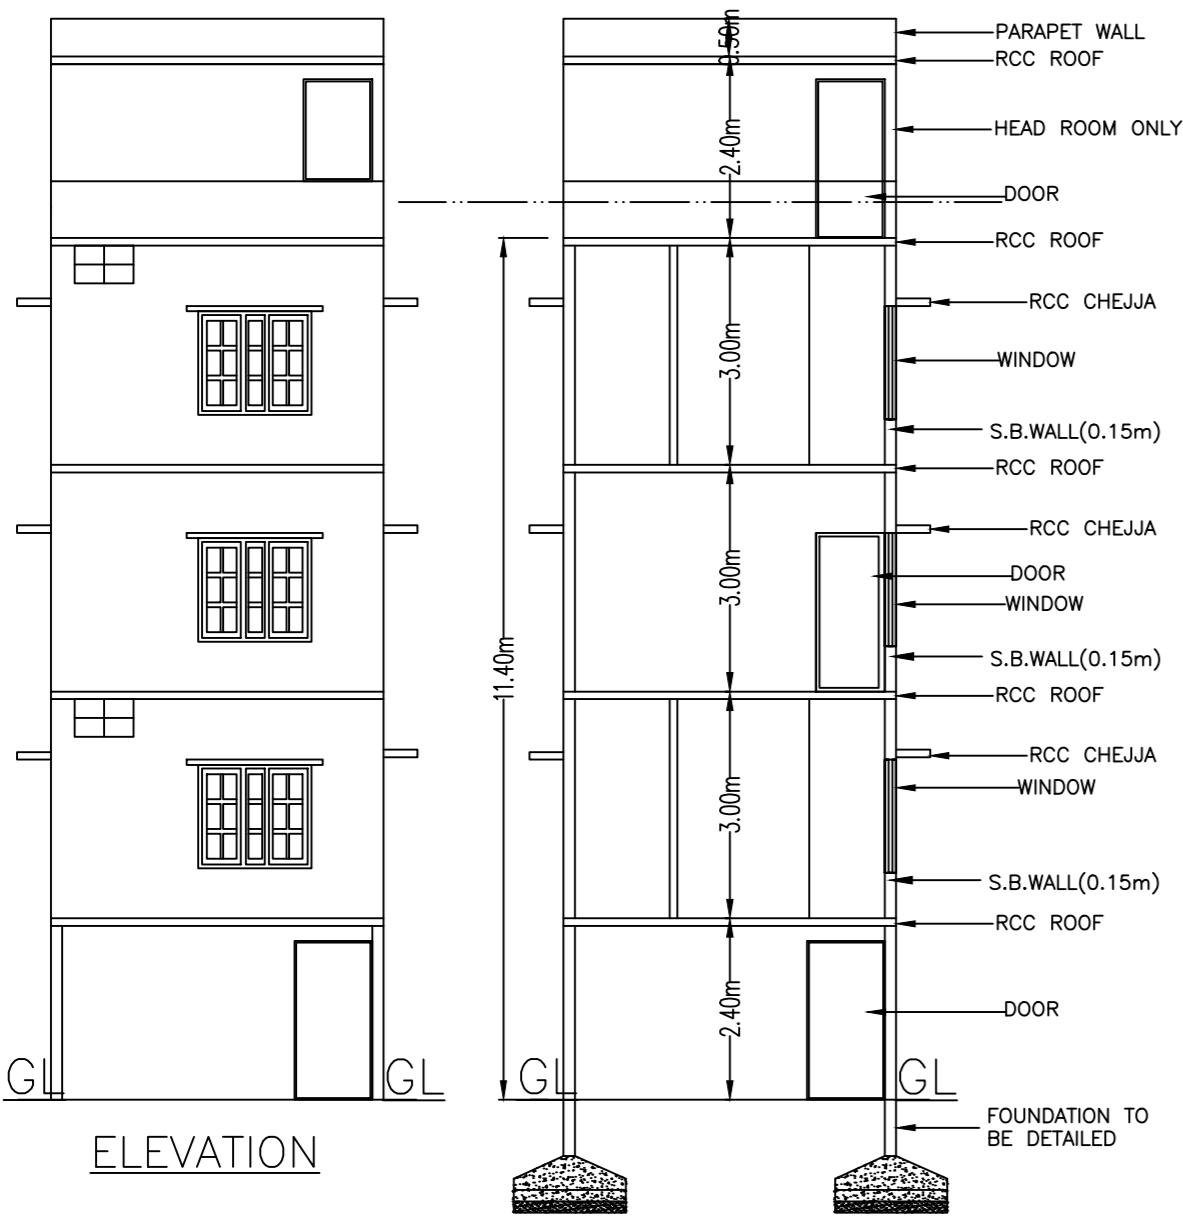 0.50m
PARAPET WALL
RCC ROOF
HEAD ROOM ONLY
2.40m
DOOR
RCC ROOF
RCC CHEJJA
3.00m
WINDOW
S.B.WALL(0.15m)
RCC ROOF
RCC CHEJJA
DOOR
3.00m
WINDOW
11.40m
S.B.WALL(0.15m)
RCC ROOF
RCC CHEJJA
WINDOW
3.00m
S.B.WALL(0.15m)
RCC ROOF
2.40m
DOOR
GL
GL
GL
GL
FOUNDATION TO
BE DETAILED
ELEVATION